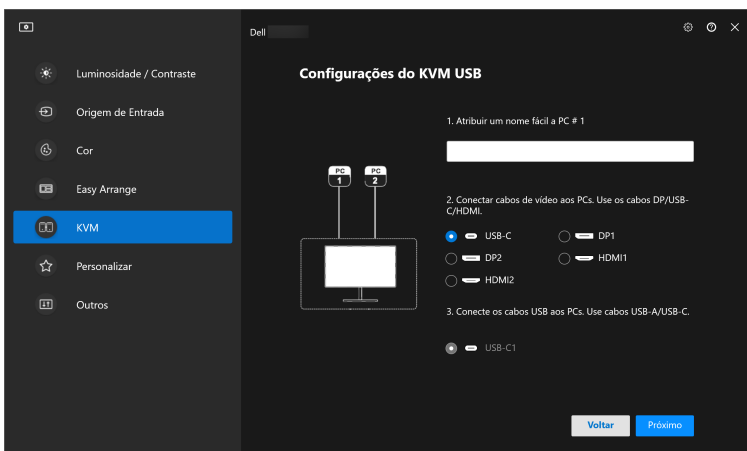 Dell
Luminosidade / Contraste
Origem de Entrada
Cor
Easy Arrange
KVM
Personalizar
Outros
Configurações do KVM USB
1. Atribuir um nome fácil a PC # 1
PC 1
PC 2
2. Conectar cabos de vídeo aos PCs. Use os cabos DP/USB-
C/HDMI.
USB-C
DP1
DP2
HDMI1
HDMI2
3. Conecte os cabos USB aos PCs. Use cabos USB-A/USB-C.
USB-C1
Voltar
Próximo